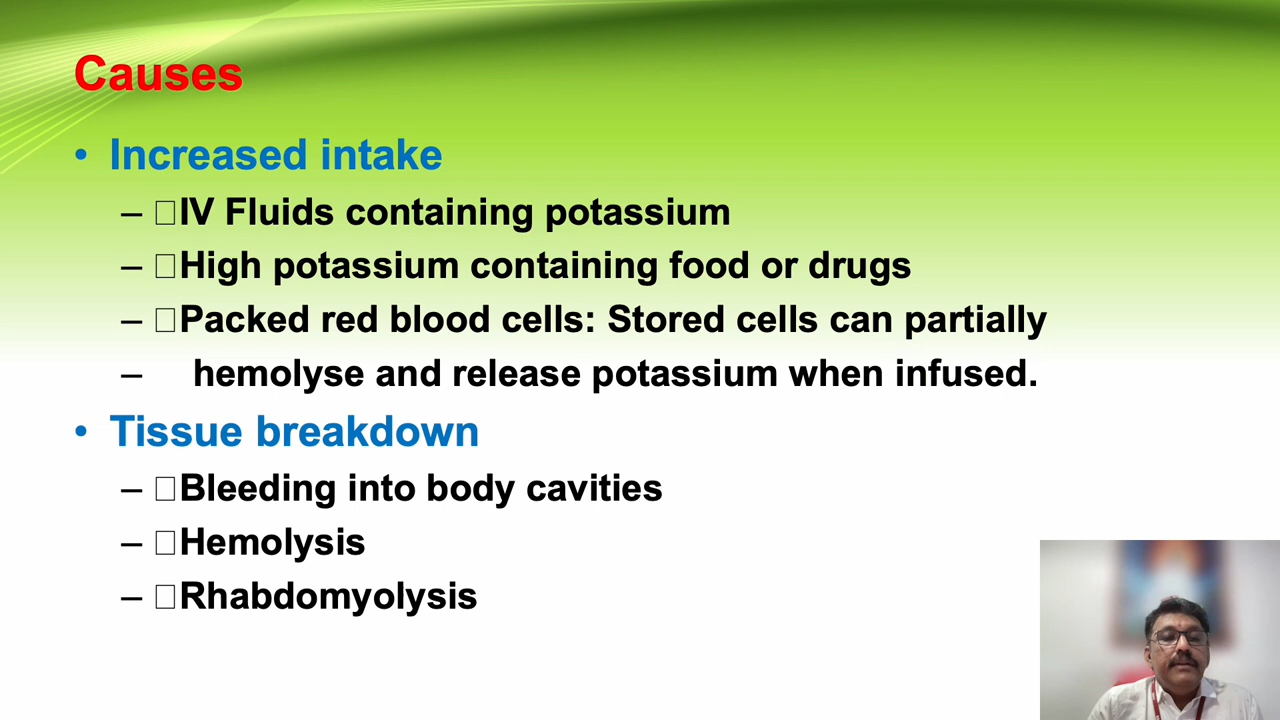 Causes
• Increased intake
– □IV Fluids containing potassium
– □High potassium containing food or drugs
– □Packed red blood cells: Stored cells can partially
– hemolyse and release potassium when infused.
• Tissue breakdown
– □Bleeding into body cavities
– □Hemolysis
– □Rhabdomyolysis